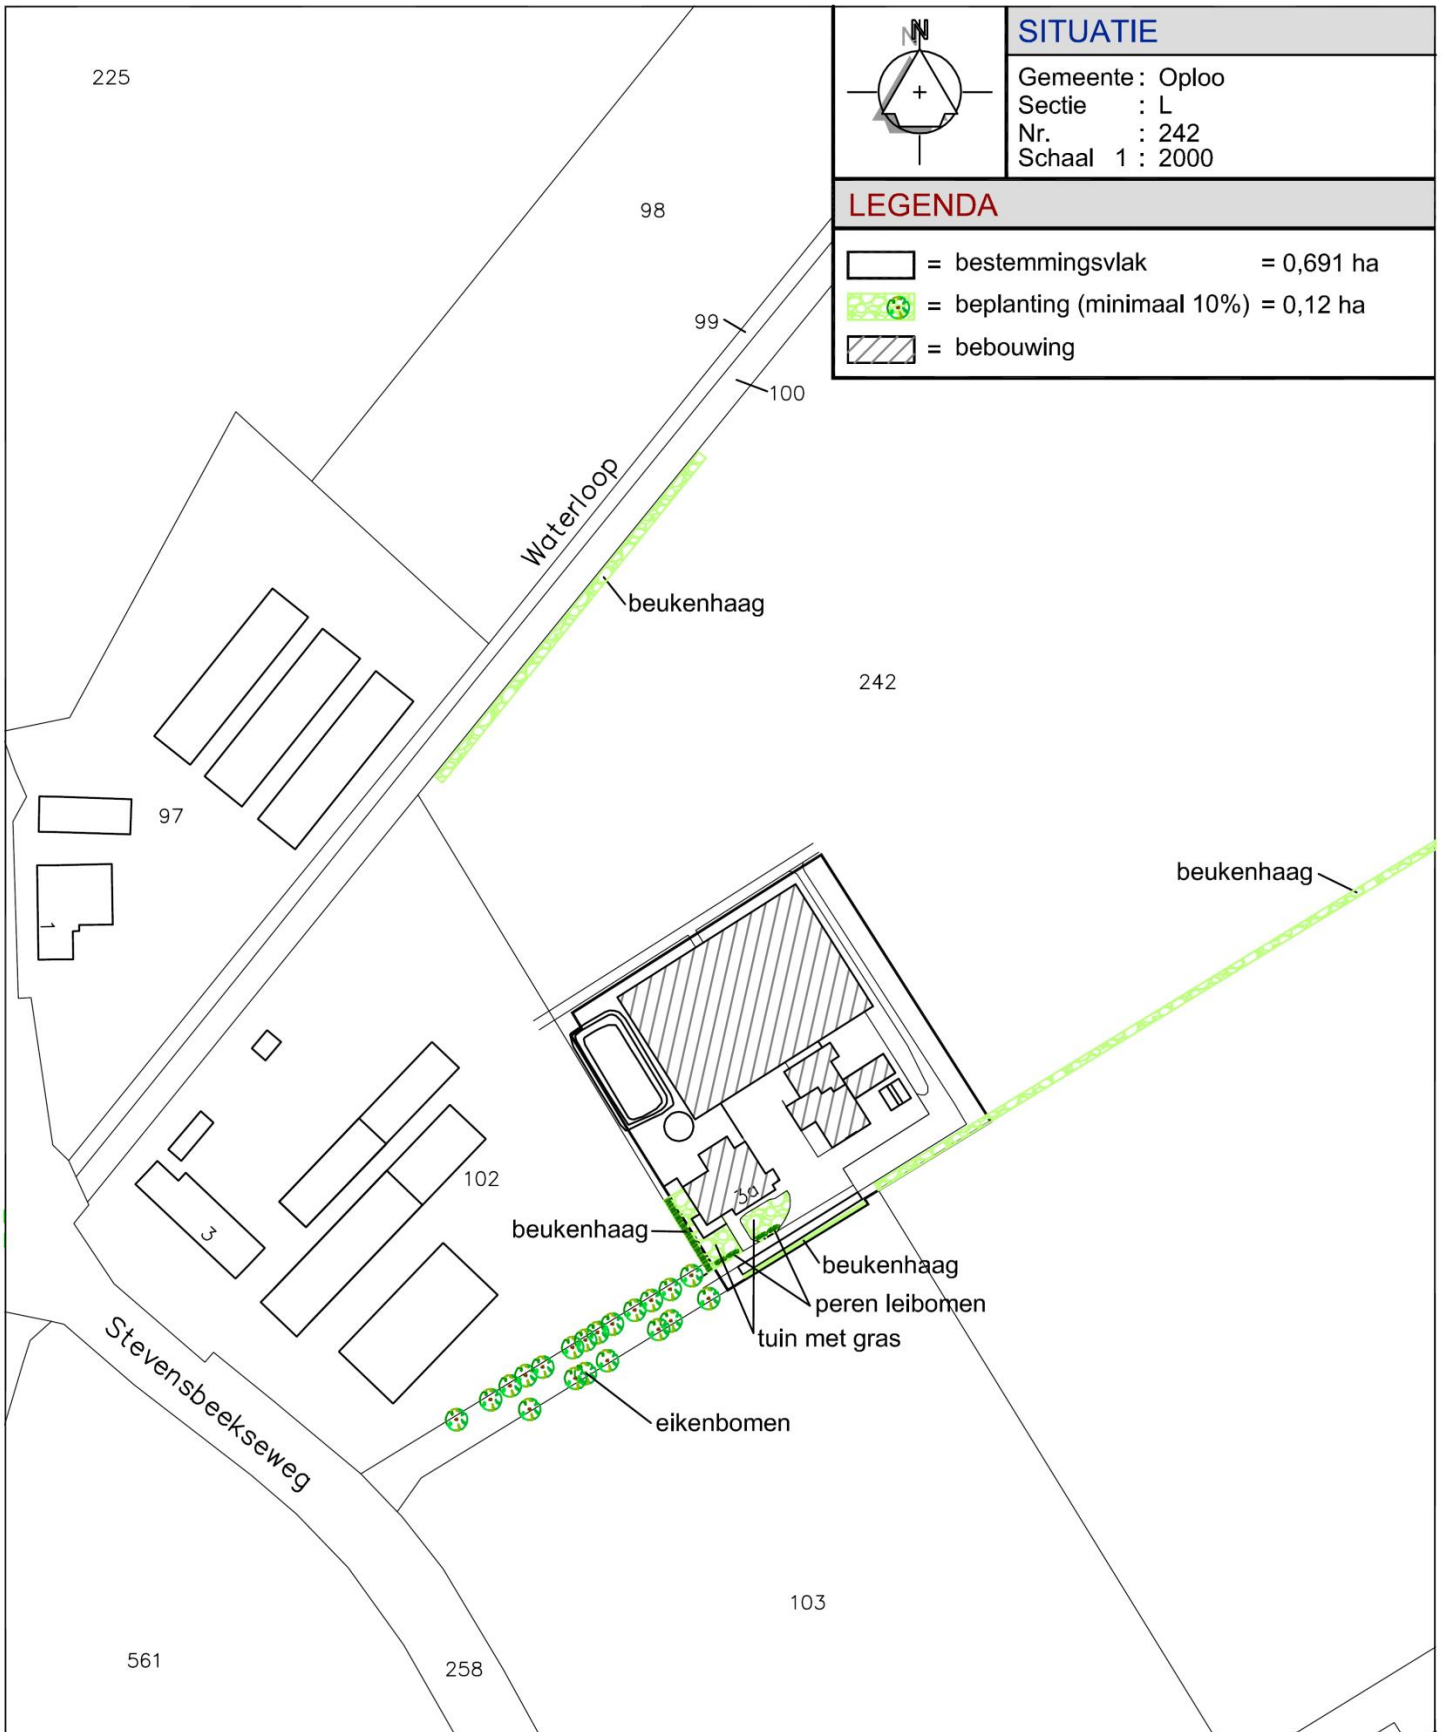 N
N
SITUATIE
Gemeente : Oploo
Sectie : L
Nr. : 242
Schaal 1 : 2000
LEGENDA
= bestemmingsvlak = 0,691 ha
= beplanting (minimaal 10%) = 0,12 ha
= bebouwing
225
98
99
100
Waterloop
beukenhaag
242
97
beukenhaag
1
102
3a
beukenhaag
3
beukenhaag
peren leibomen
tuin met gras
Stevensbeekseweg
eikenbomen
103
561
258